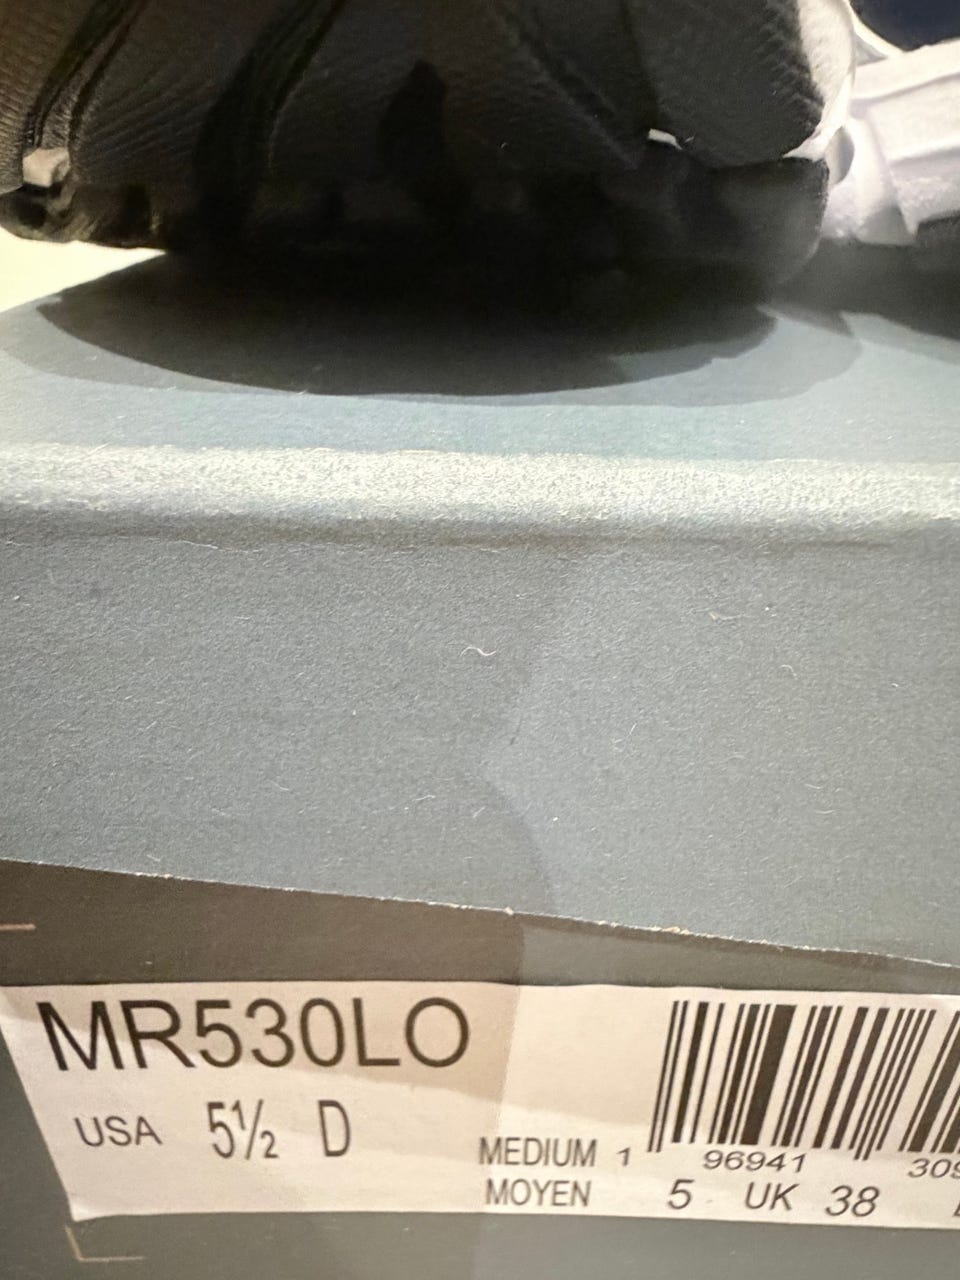 MR530LO
USA 5½ D
MEDIUM 1 96941
MOYEN 5 UK 38